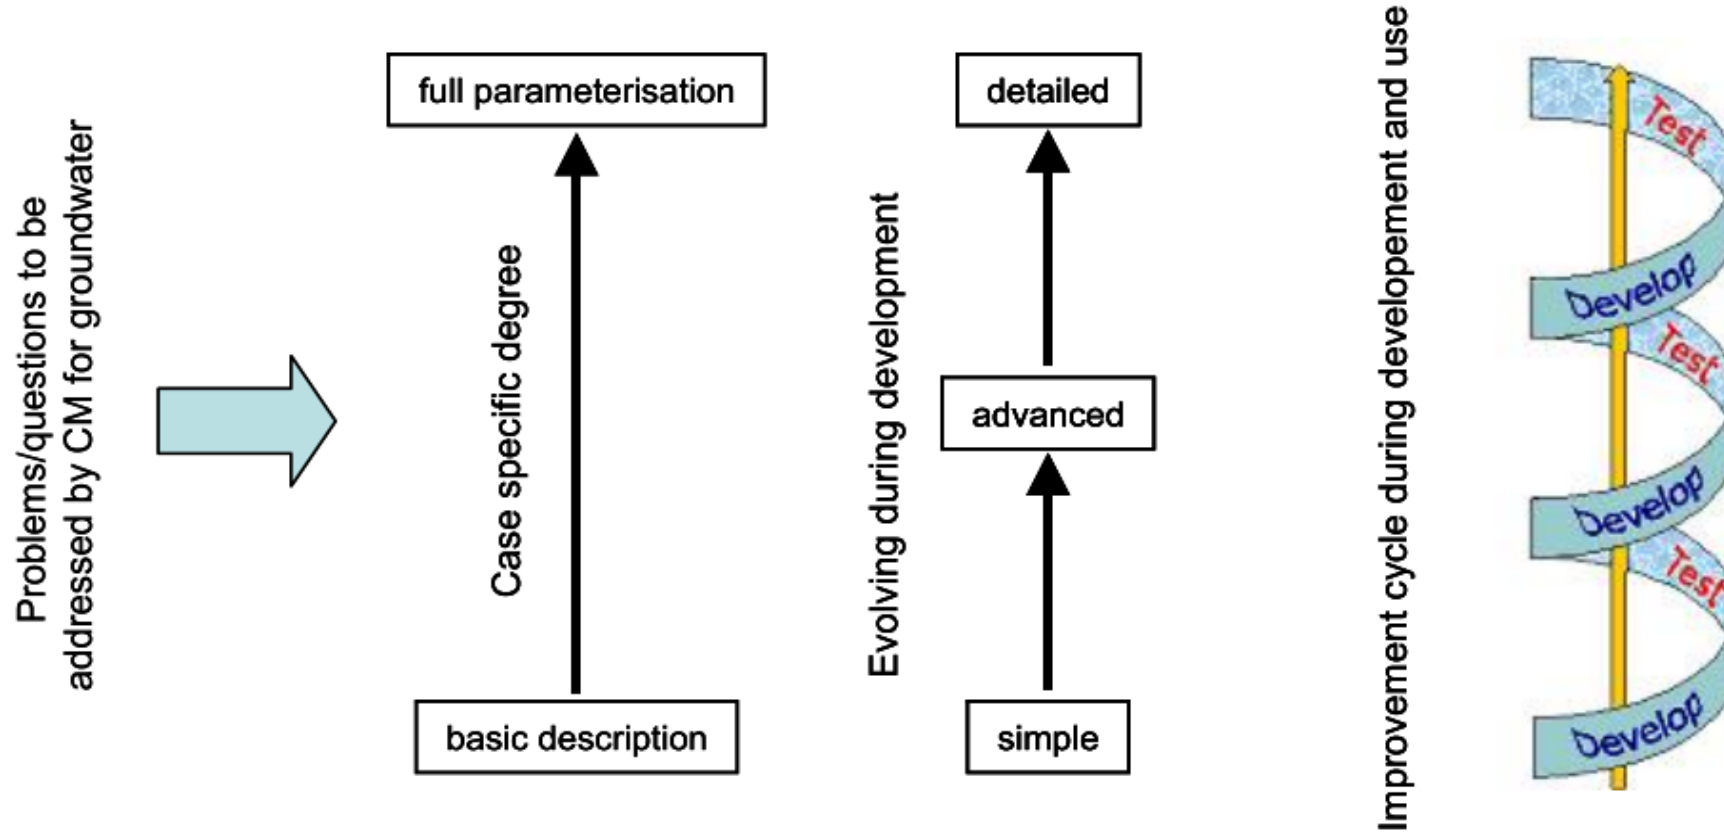 Problems/questions to be
addressed by CM for groundwater
full parameterisation
Case specific degree
basic description
Evolving during development
detailed
advanced
simple
Improvement cycle during developement and use
Test
Develop
Test
Develop
Test
Develop